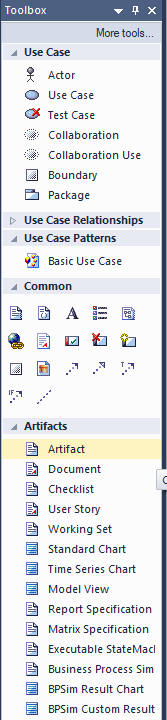 Toolbox
More tools...
Use Case
Actor
Use Case
Test Case
Collaboration
Collaboration Use
Boundary
Package
Use Case Relationships
Use Case Patterns
Basic Use Case
Common
A
T
IF
Artifacts
Artifact
Document
Checklist
User Story
Working Set
Standard Chart
Time Series Chart
Model View
Report Specification
Matrix Specification
Executable StateMacl
Business Process Sim
BPSim Result Chart
BPSim Custom Result